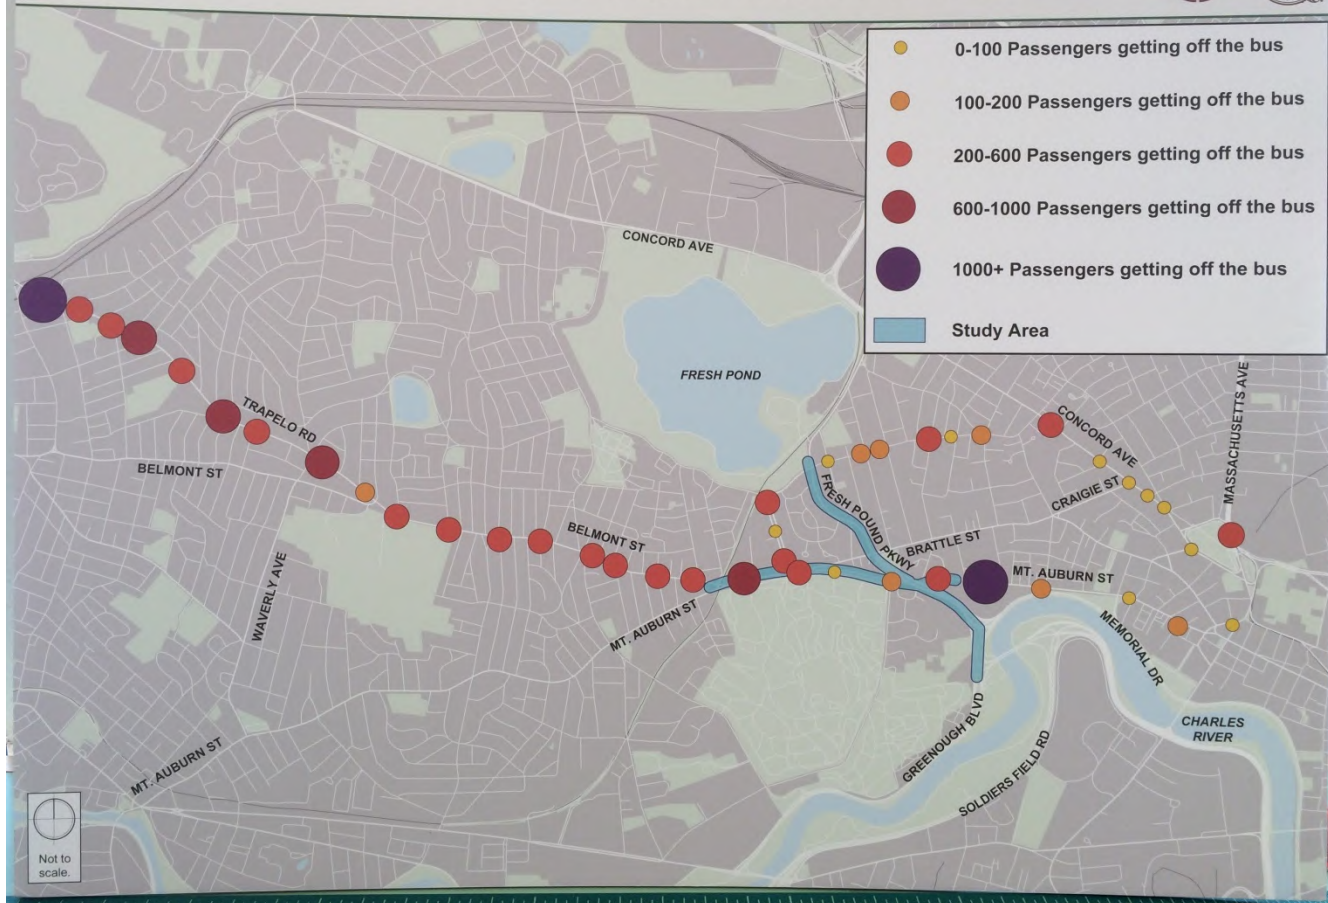 0-100 Passengers getting off the bus
100-200 Passengers getting off the bus
200-600 Passengers getting off the bus
600-1000 Passengers getting off the bus
1000+ Passengers getting off the bus
Study Area
CONCORD AVE
FRESH POND
MASSACHUSETTS AVE
TRAPELO RD
CONCORD AVE
BELMONT ST
CRAIGIE ST
FRESH POUND PKWY
BELMONT ST
BRATTLE ST
WAVERLY AVE
MT. AUBURN ST
MT. AUBURN ST
MEMORIAL DR
GREENOUGH BLVD
CHARLES
RIVER
SOLDIERS FIELD RD
MT. AUBURN ST
Not to
scale.